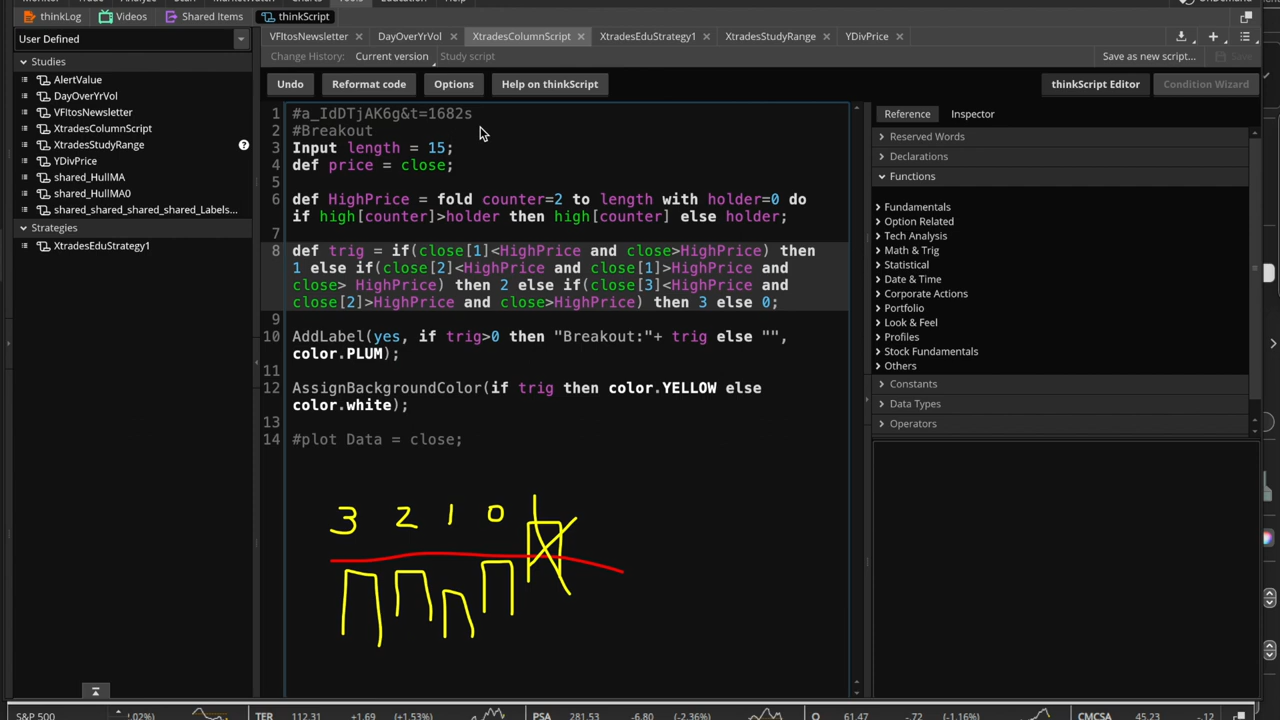 thinkLog Videos Shared Items thinkScript
User Defined
VFItosNewsletter × DayOverYrVol × XtradesColumnScript × XtradesEduStrategy1 × XtradesStudyRange × YDivPrice ×
Change History: Current version Study script Save as new script... Save
Studies
AlertValue
DayOverYrVol
VFItosNewsletter
XtradesColumnScript
XtradesStudyRange
YDivPrice
shared_HullMA
shared_HullMA0
shared_shared_shared_shared_Labels...
Strategies
XtradesEduStrategy1
Undo Reformat code Options Help on thinkScript thinkScript Editor Condition Wizard
1 #a_IdDTjAK6g&t=1682s
2 #Breakout
3 Input length = 15;
4 def price = close;
5
6 def HighPrice = fold counter=2 to length with holder=0 do
if high[counter]>holder then high[counter] else holder;
7
8 def trig = if(close[1]<HighPrice and close>HighPrice) then
1 else if(close[2]<HighPrice and close[1]>HighPrice and
close> HighPrice) then 2 else if(close[3]<HighPrice and
close[2]>HighPrice and close>HighPrice) then 3 else 0;
9
10 AddLabel(yes, if trig>0 then "Breakout:"+ trig else "",
color.PLUM);
11
12 AssignBackgroundColor(if trig then color.YELLOW else
color.white);
13
14 #plot Data = close;
3 2 1 0
Reference Inspector
Reserved Words
Declarations
Functions
Fundamentals
Option Related
Tech Analysis
Math & Trig
Statistical
Date & Time
Corporate Actions
Portfolio
Look & Feel
Profiles
Stock Fundamentals
Others
Constants
Data Types
Operators
S&P 500 TER 112.31 +1.69 (+1.53%) PSA 281.53 -6.80 (-2.36%) O 61.47 -.72 (-1.16%) CMCSA 45.23